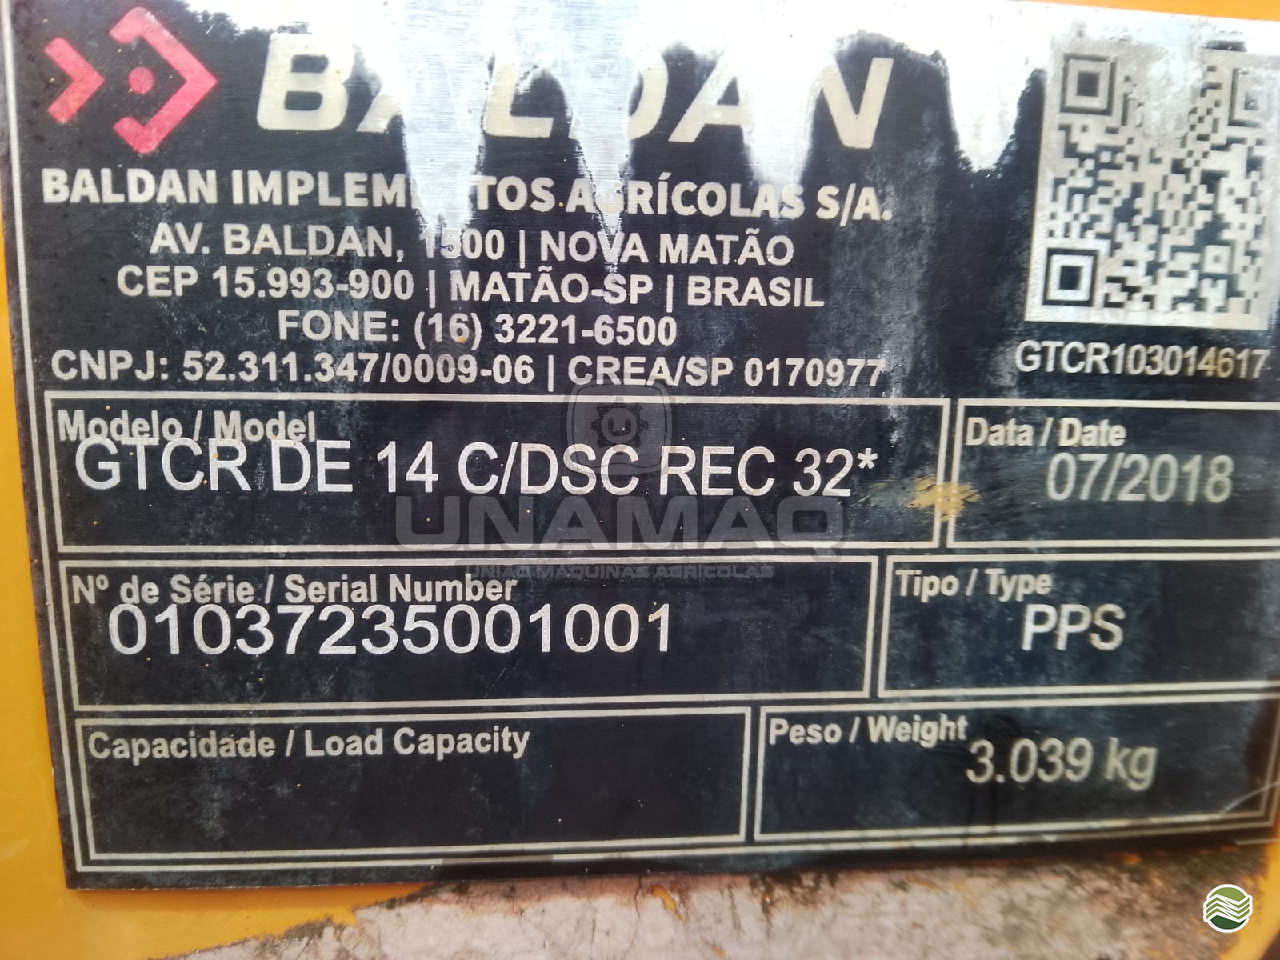 BALDAN
BALDAN IMPLEMENTOS AGRÍCOLAS S/A.
AV. BALDAN, 1500 | NOVA MATÃO
CEP 15.993-900 | MATÃO-SP | BRASIL
FONE: (16) 3221-6500
CNPJ: 52.311.347/0009-06 | CREA/SP 0170977
GTCR103014617
Modelo / Model
GTCR DE 14 C/DSC REC 32*
Data / Date
07/2018
UNAMAQ
UNIÃO MÁQUINAS AGRÍCOLAS
Nº de Série / Serial Number
01037235001001
Tipo / Type
PPS
Capacidade / Load Capacity
Peso / Weight
3.039 kg